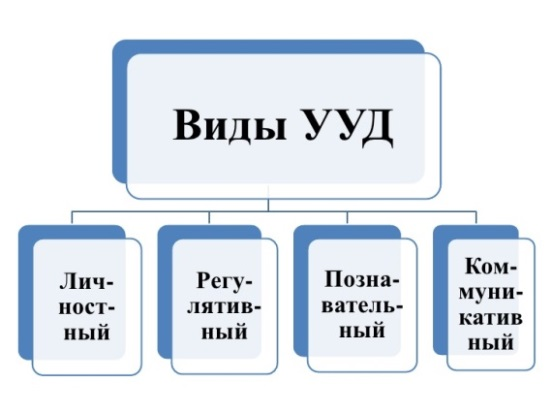 Виды УУД
Лич-
ност-
ный
Регу-
лятив-
ный
Позна-
ватель-
ный
Ком-
муни-
катив
ный